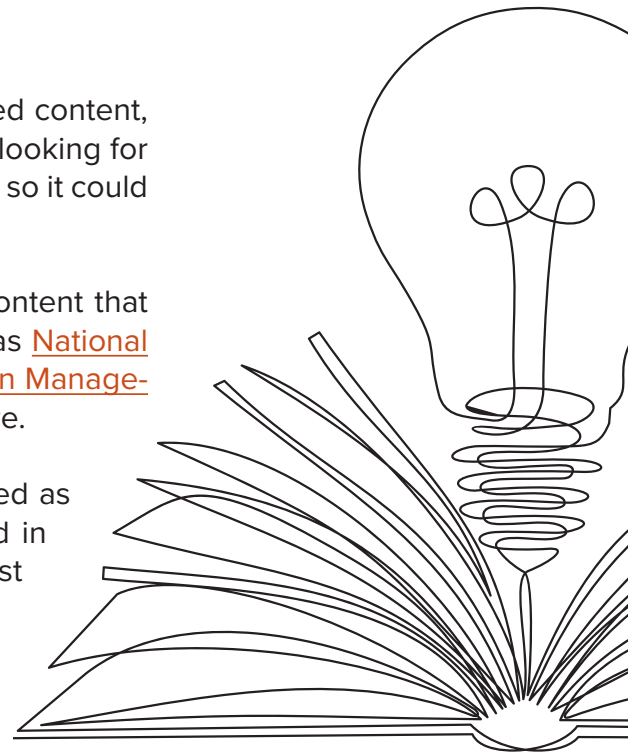 ed content,
looking for
so it could
ontent that
as National
n Manage-
e.
ed as
d in
st